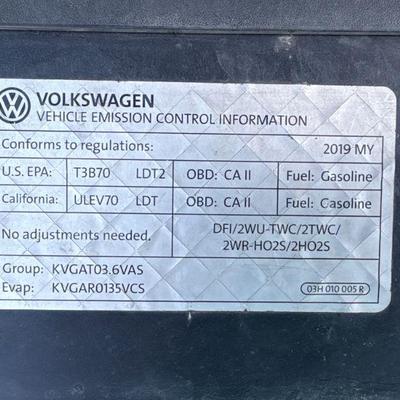 VOLKSWAGEN
VEHICLE EMISSION CONTROL INFORMATION
Conforms to regulations: 2019 MY
U.S. EPA: T3B70 LDT2 OBD: CA II Fuel: Gasoline
California: ULEV70 LDT OBD: CA II Fuel: Gasoline
No adjustments needed. DFI/2WU-TWC/2TWC/
2WR-HO2S/2HO2S
Group: KVGAT03.6VAS
Evap: KVGAR0135VCS 03H 010 005 R